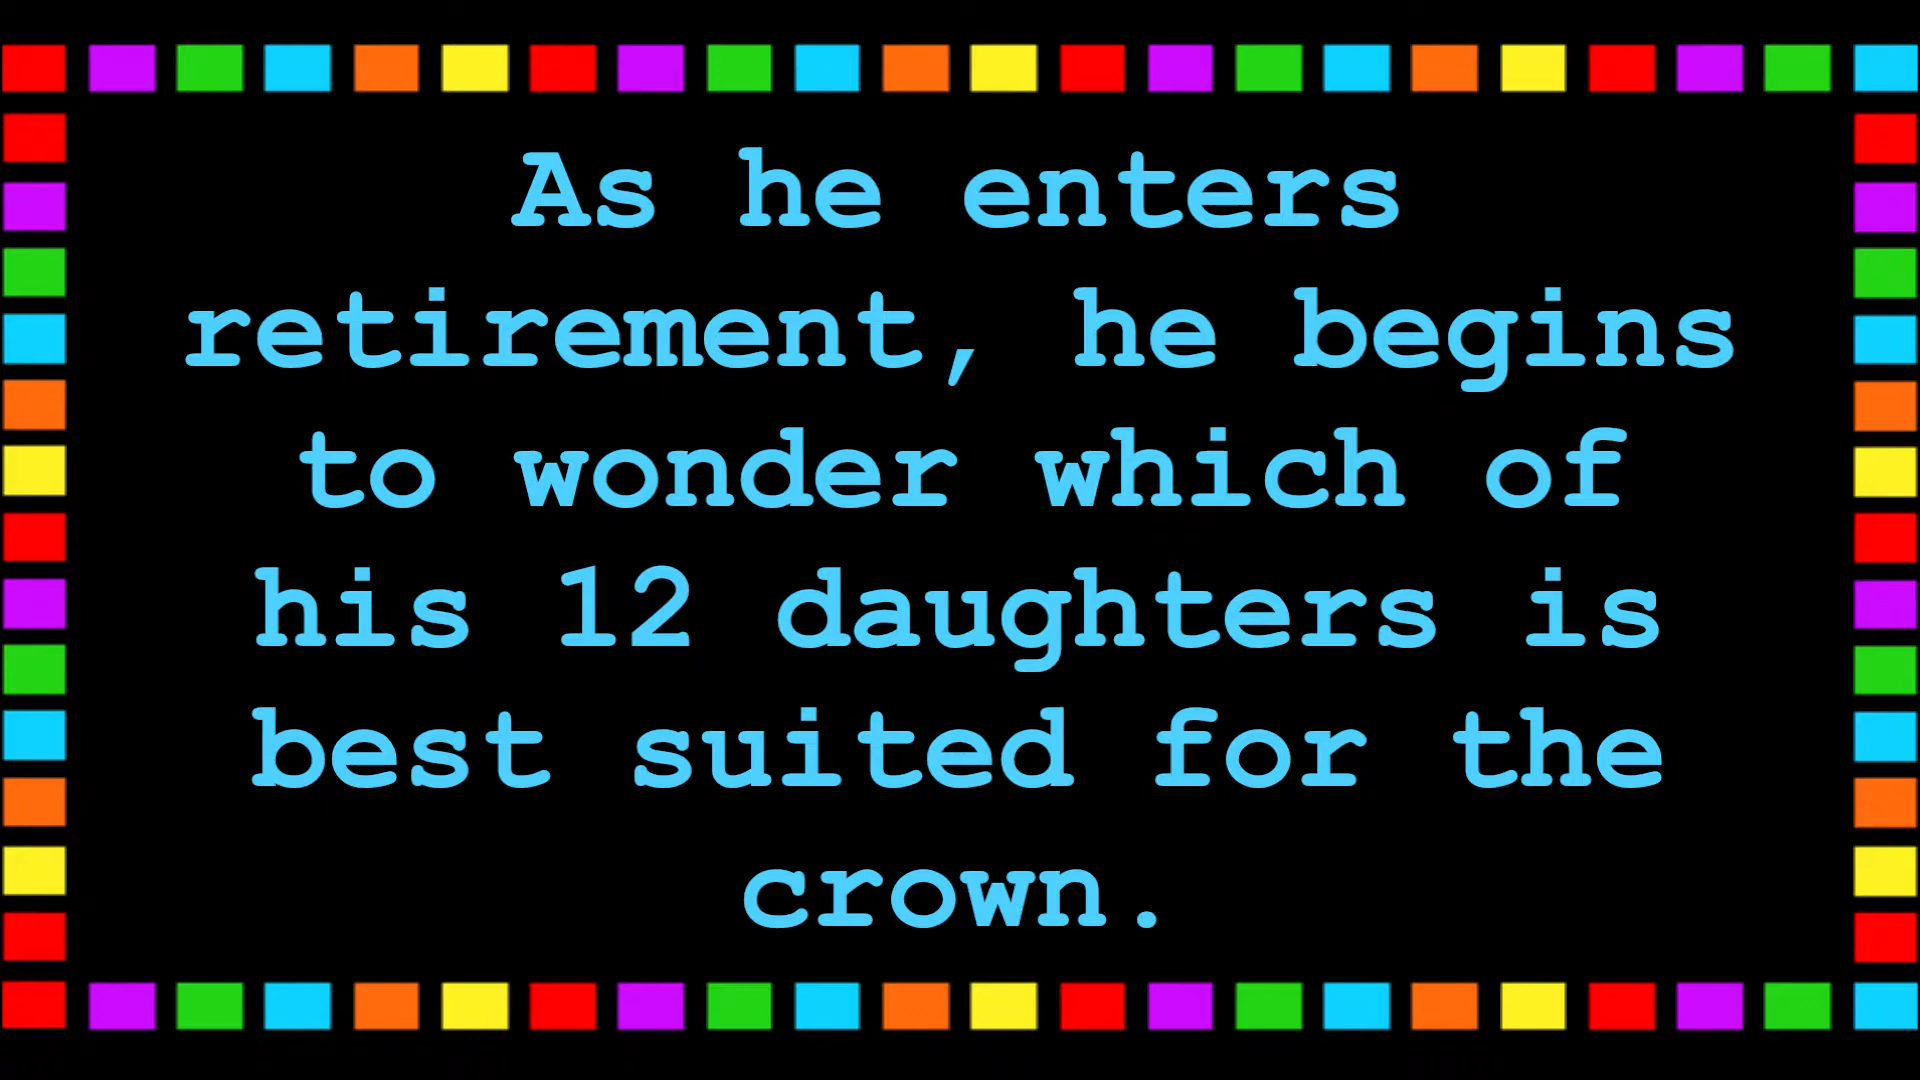 As he enters
retirement, he begins
to wonder which of
his 12 daughters is
best suited for the
crown.